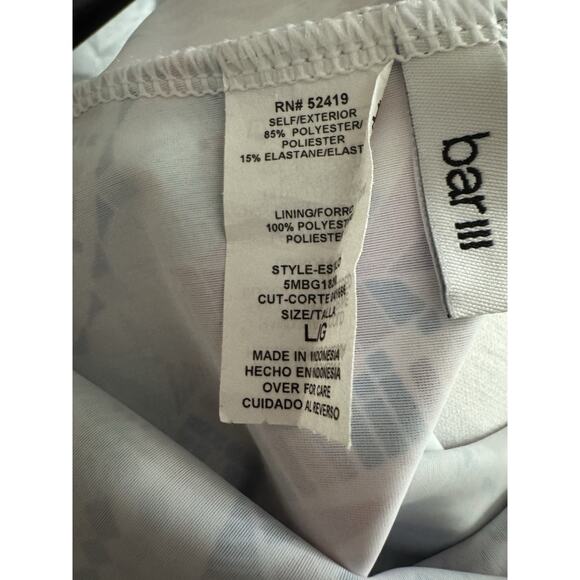 RN# 52419
SELF/EXTERIOR
85% POLYESTER/
POLIESTER
15% ELASTANE/ELAST
LINING/FORRO
100% POLYEST
POLIESTE
STYLE-ES
CUT-CORTE
SIZE/TALLA
L/G
MADE IN INDONESIA
HECHO EN INDONESIA
OVER FOR CARE
CUIDADO AL REVERSO
bar III